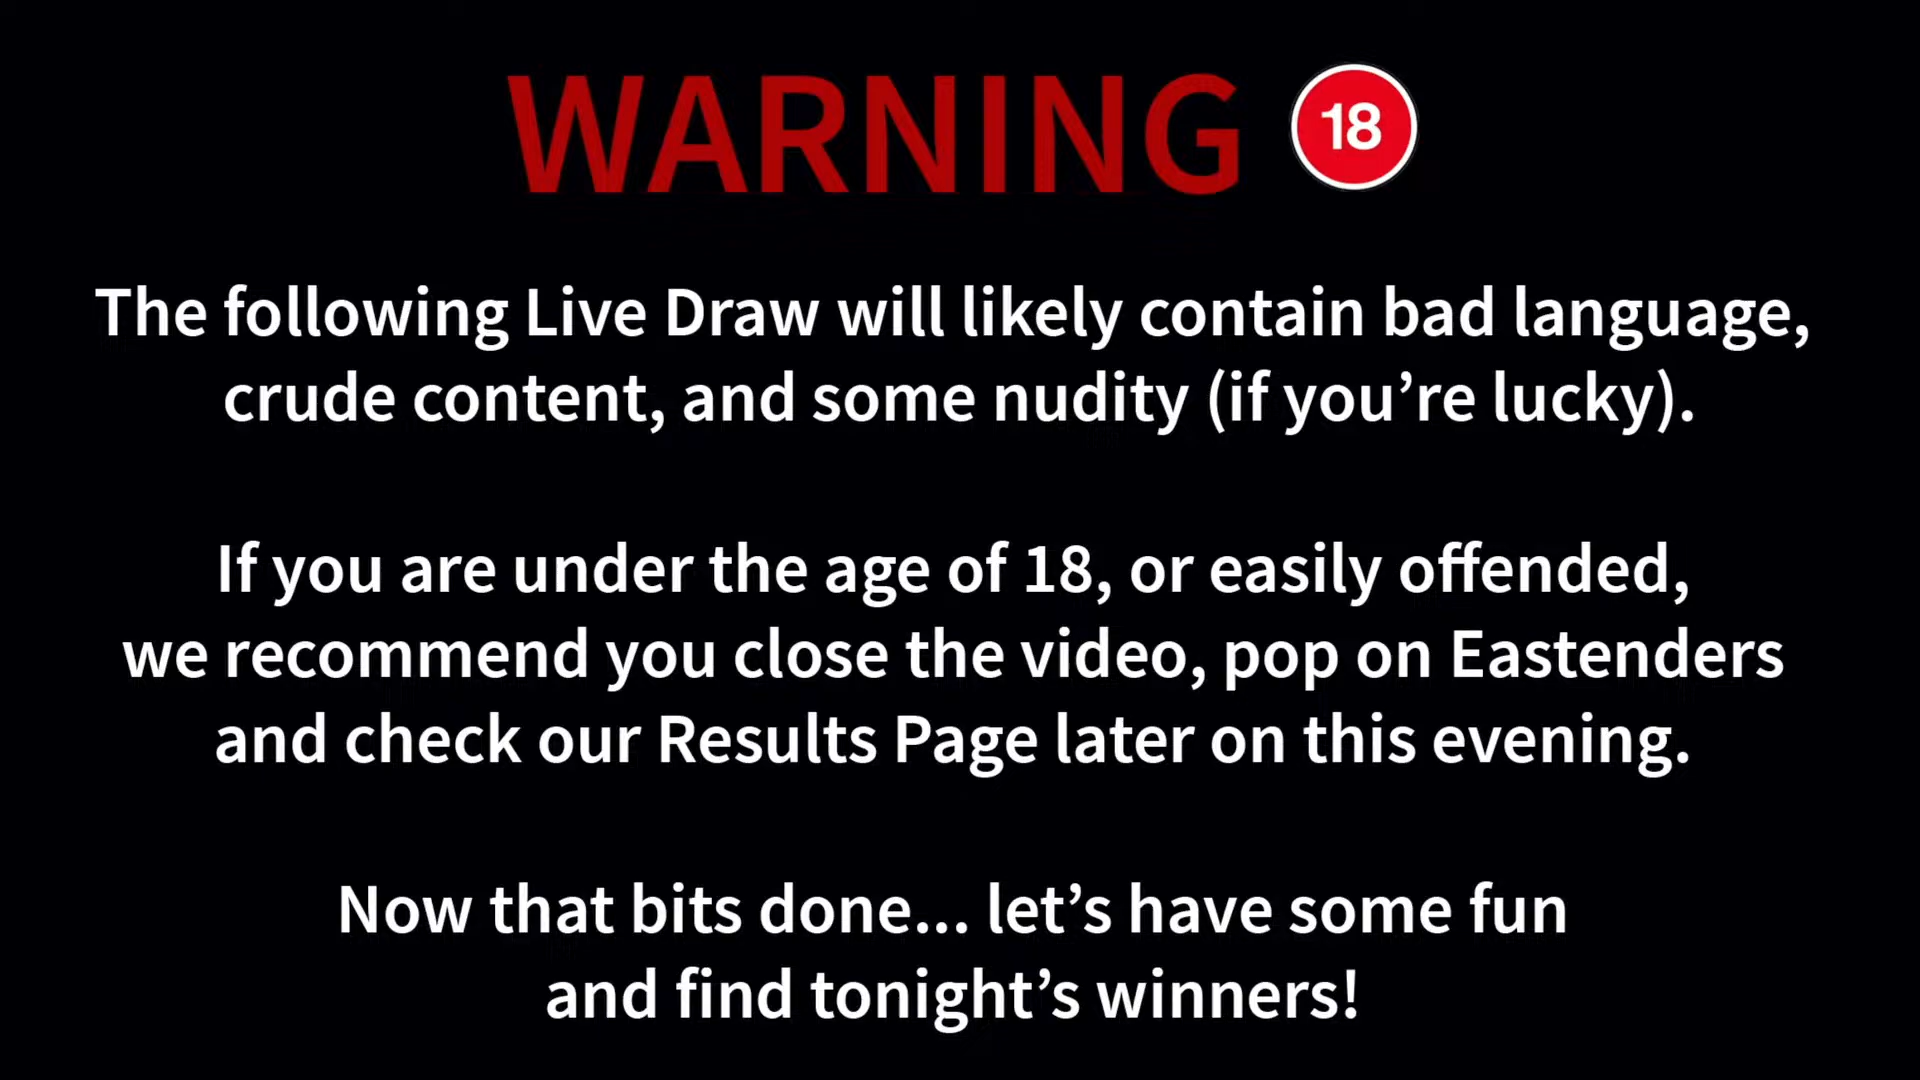 WARNING 18
The following Live Draw will likely contain bad language,
crude content, and some nudity (if you’re lucky).
If you are under the age of 18, or easily offended,
we recommend you close the video, pop on Eastenders
and check our Results Page later on this evening.
Now that bits done... let’s have some fun
and find tonight’s winners!